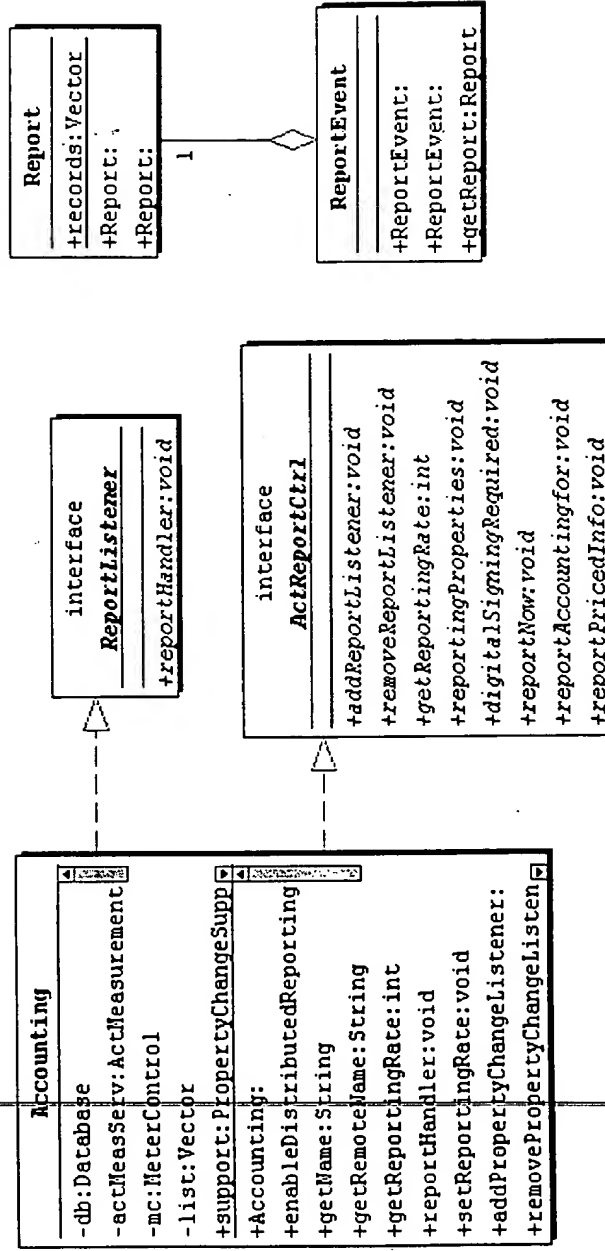 Accounting
-db:Database
-actMeasServ:ActMeasurement
-mc:MeterControl
-list:Vector
+support:PropertyChangeSupp
+Accounting:
+enableDistributedReporting
+getName:String
+getRemoteName:String
+getReportingRate:int
+reportHandler:void
+setReportingRate:void
+addPropertyChangeListener:
+removePropertyChangeListen
interface
ReportListener
+reportHandler:void
interface
ActReportCtrl
+addReportListener:void
+removeReportListener:void
+getReportingRate:int
+reportingProperties:void
+digitalSigningRequired:void
+reportNow:void
+reportAccountingfor:void
+reportPricedInfo:void
Report
+records:Vector
+Report:
+Report:
1
ReportEvent
+ReportEvent:
+ReportEvent:
+getReport:Report